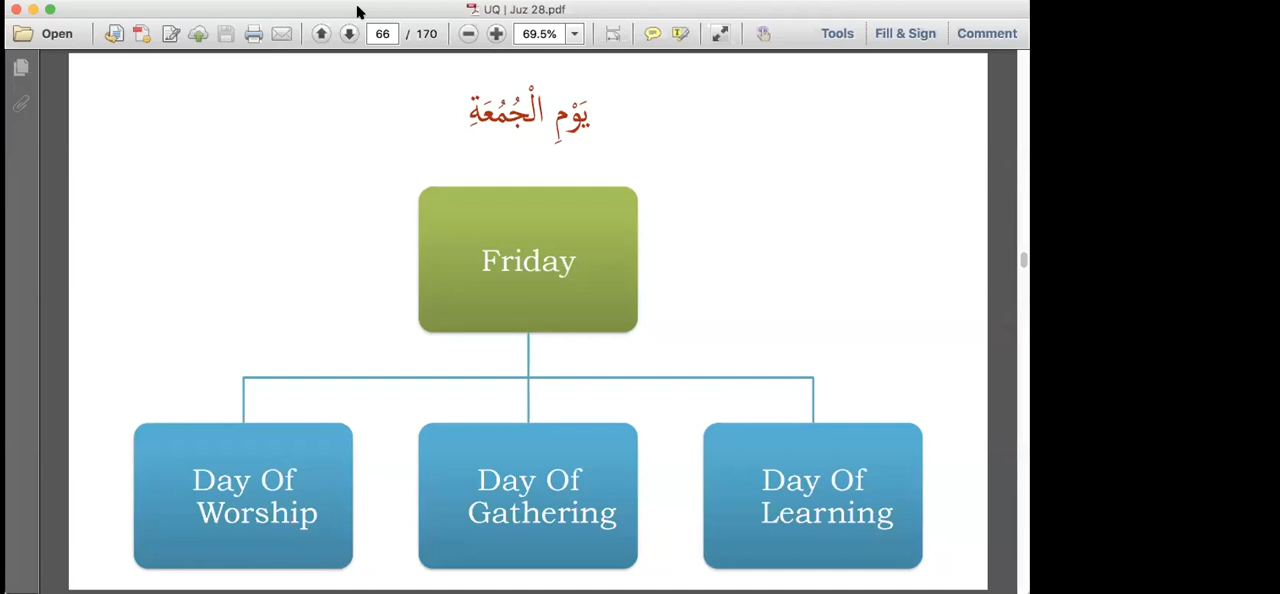 UQ | Juz 28.pdf
Open
66 / 170
69.5%
Tools
Fill & Sign
Comment
يَوْمِ الْجُمُعَةِ
Friday
Day Of
Worship
Day Of
Gathering
Day Of
Learning